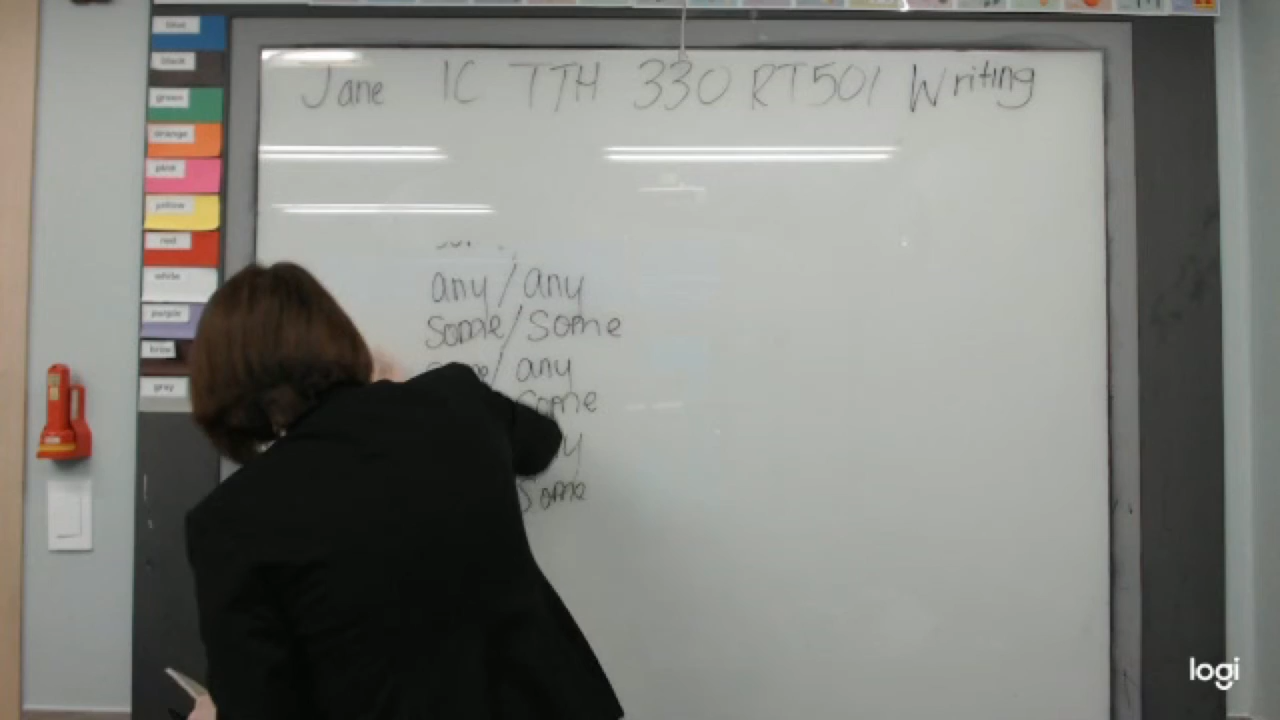 blue
black
green
orange
pink
yellow
red
white
purple
gray
Jane IC TTH 330 RT501 Writing
any / any
Some / Some
any
Some
Some
logi